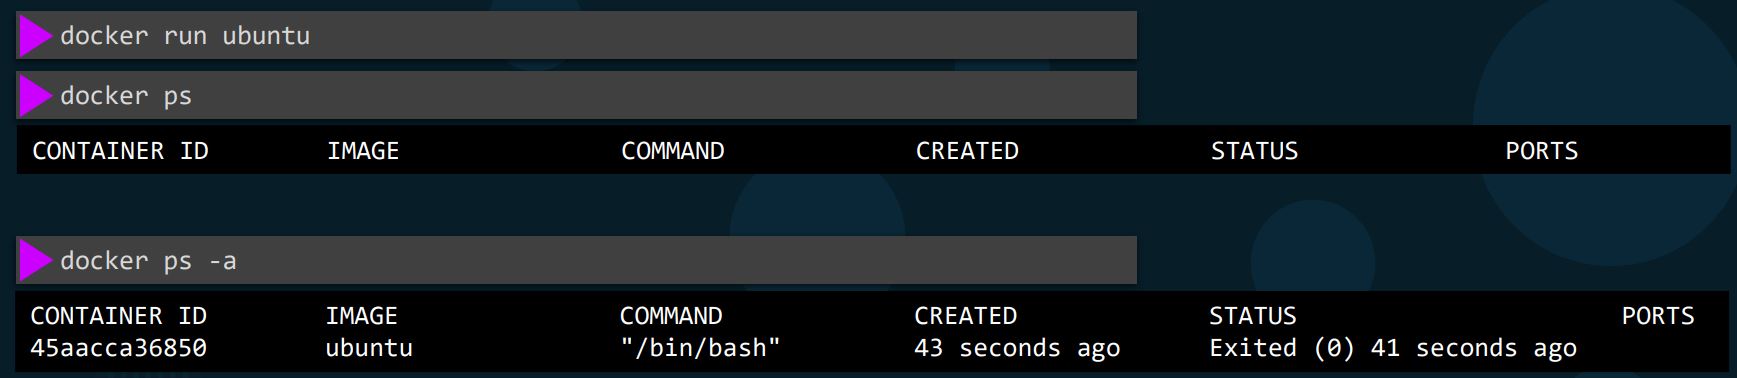 docker run ubuntu
docker ps
CONTAINER ID IMAGE COMMAND CREATED STATUS PORTS
docker ps -a
CONTAINER ID IMAGE COMMAND CREATED STATUS PORTS
45aacca36850 ubuntu "/bin/bash" 43 seconds ago Exited (0) 41 seconds ago